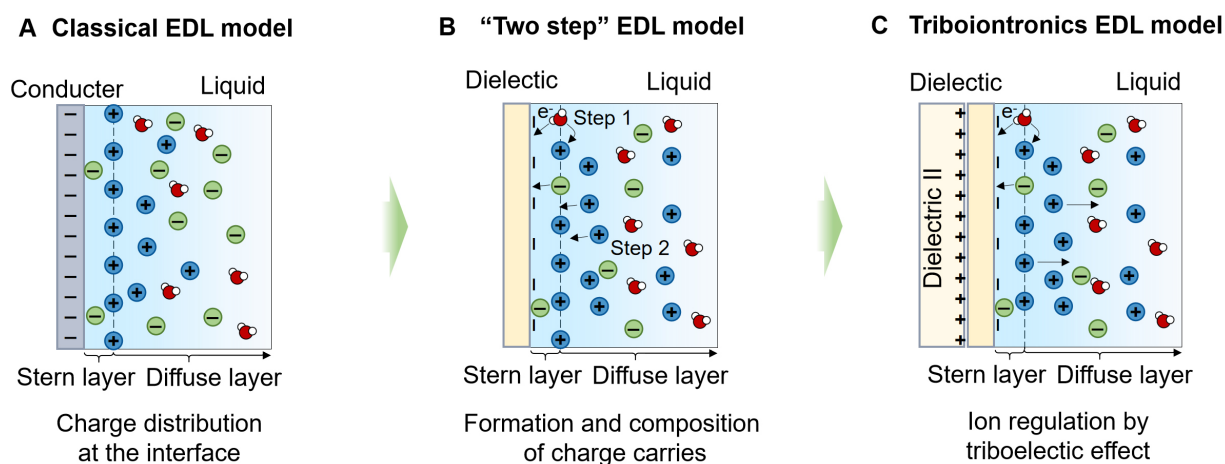 A Classical EDL model
Conducter
Liquid
Stern layer
Diffuse layer
Charge distribution
at the interface
B “Two step” EDL model
Dielectic
Liquid
e-
Step 1
Step 2
Stern layer
Diffuse layer
Formation and composition
of charge carries
C Triboiontronics EDL model
Dielectic
Liquid
e-
Dielectric II
Stern layer
Diffuse layer
Ion regulation by
triboelectic effect